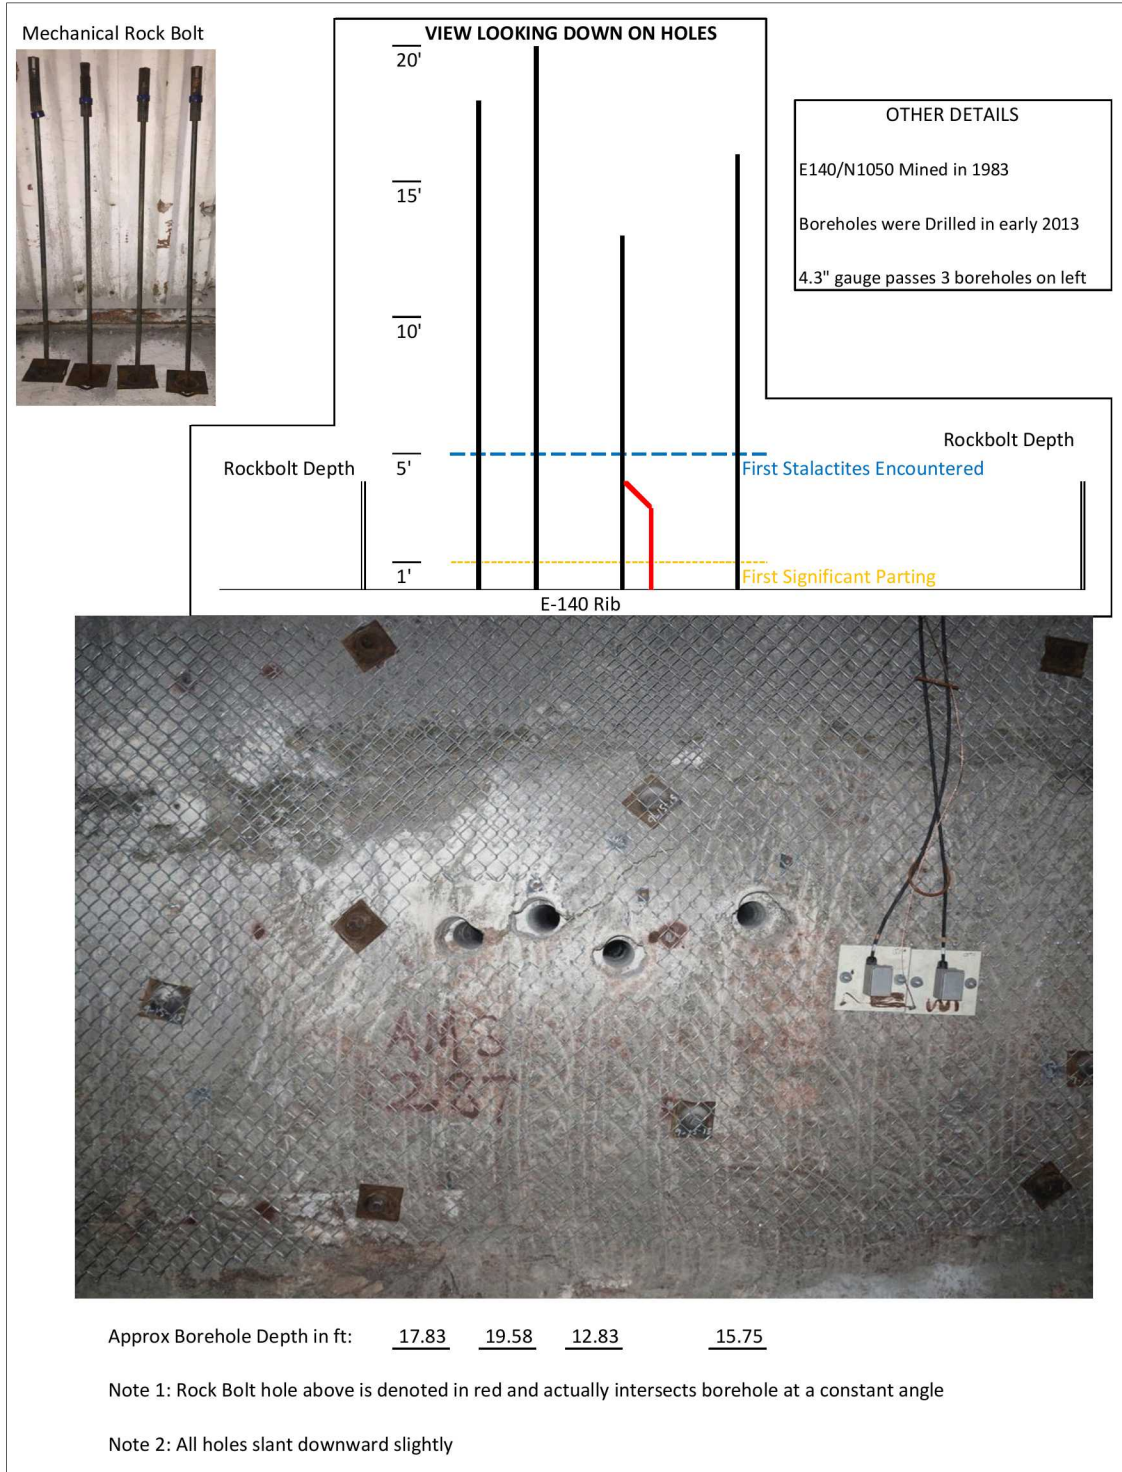 Mechanical Rock Bolt
VIEW LOOKING DOWN ON HOLES
20'
15'
10'
5'
1'
OTHER DETAILS
E140/N1050 Mined in 1983
Boreholes were Drilled in early 2013
4.3" gauge passes 3 boreholes on left
Rockbolt Depth
Rockbolt Depth
First Stalactites Encountered
First Significant Parting
E-140 Rib
AMS
2187
Approx Borehole Depth in ft: 17.83 19.58 12.83 15.75
Note 1: Rock Bolt hole above is denoted in red and actually intersects borehole at a constant angle
Note 2: All holes slant downward slightly